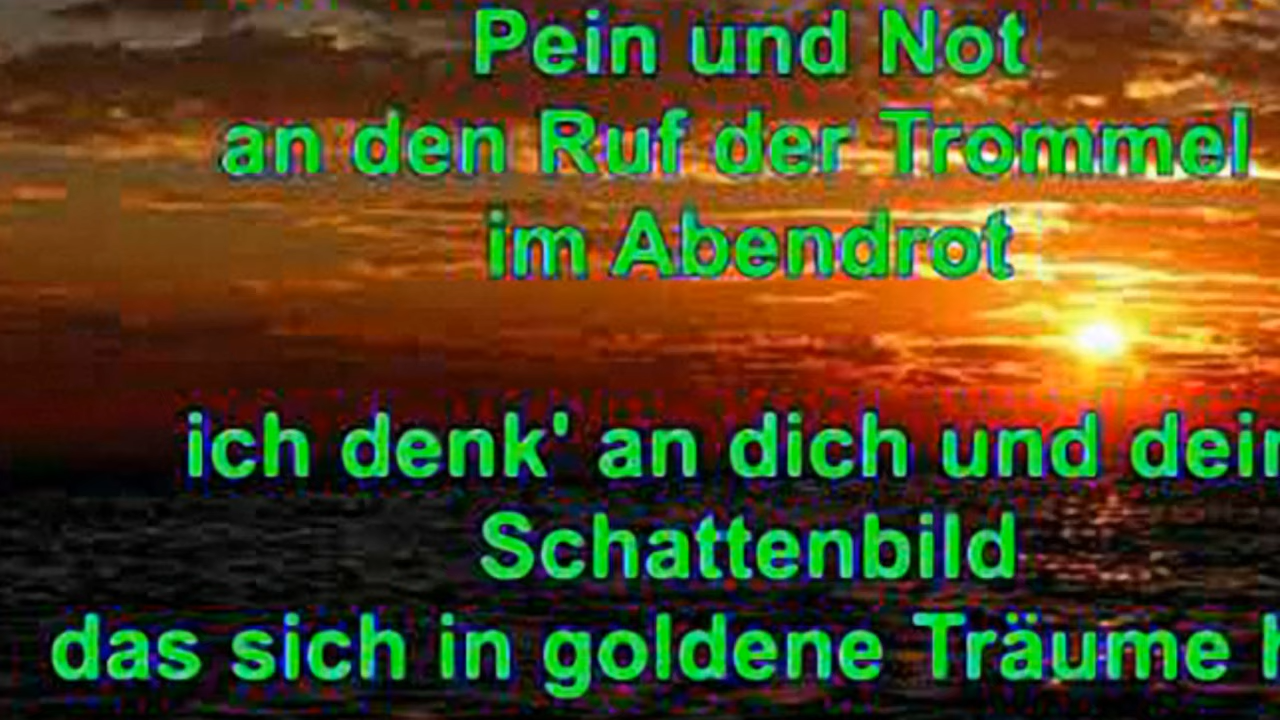 Pein und Not
an den Ruf der Trommel
im Abendrot
ich denk' an dich und
Schattenbild
das sich in goldene Träume